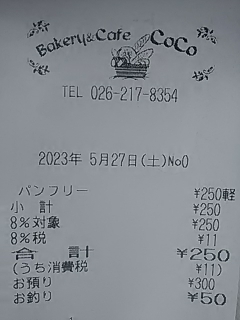 Bakery&Cafe CoCo
TEL 026-217-8354
2023年 5月27日(土)No0
パンフリー ¥250軽
小 計 ¥250
8%対象 ¥250
8%税 ¥11
合 計 ¥250
(うち消費税 ¥11)
お預り ¥300
お釣り ¥50